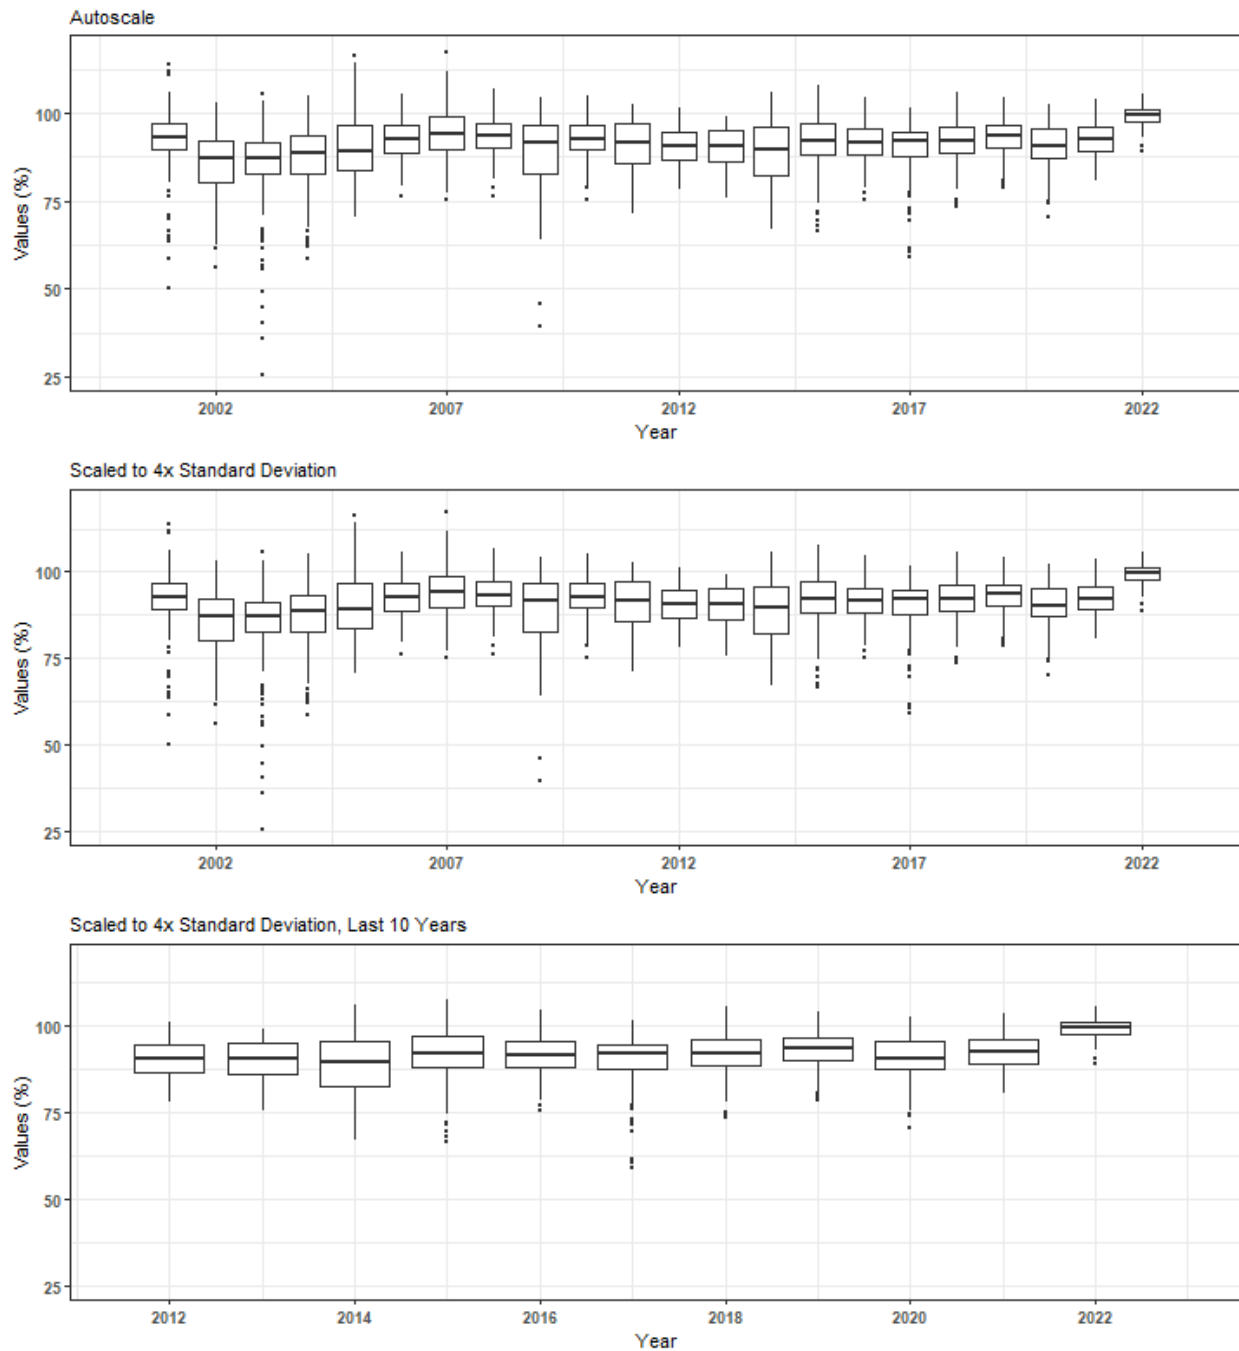 Autoscale
100
75
50
25
Values (%)
2002 2007 2012 2017 2022
Year
Scaled to 4x Standard Deviation
100
75
50
25
Values (%)
2002 2007 2012 2017 2022
Year
Scaled to 4x Standard Deviation, Last 10 Years
100
75
50
25
Values (%)
2012 2014 2016 2018 2020 2022
Year